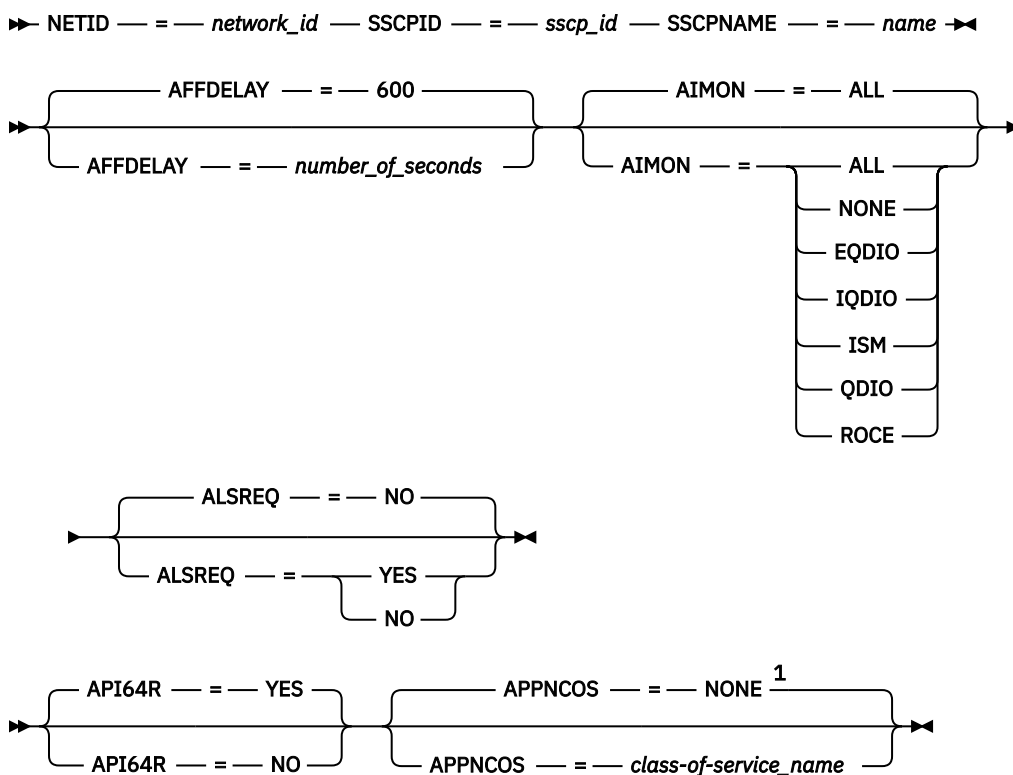 NETID = network_id SSCPID = sscp_id SSCPNAME = name
AFFDELAY = 600 AIMON = ALL
AFFDELAY = number_of_seconds AIMON = ALL
NONE
EQDIO
IQDIO
ISM
QDIO
ROCE
ALSREQ = NO
ALSREQ = YES
NO
API64R = YES APPNCOS = NONE 1
API64R = NO APPNCOS = class-of-service_name